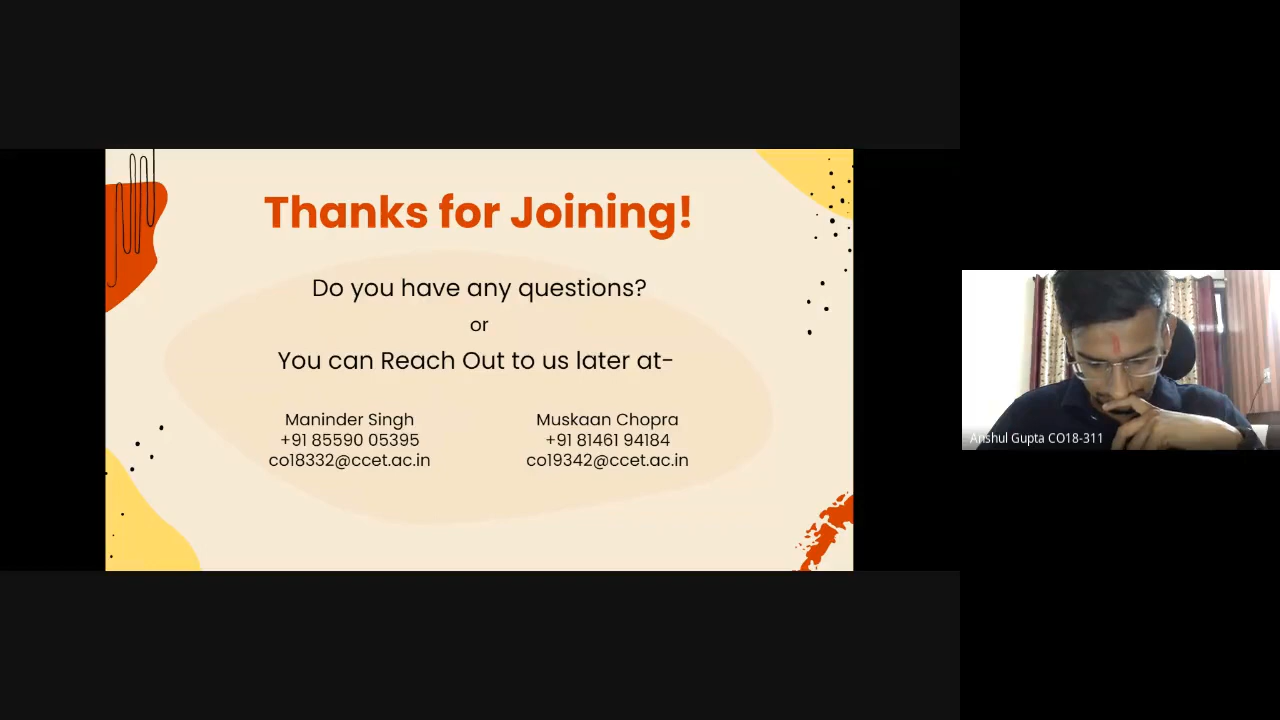 Thanks for Joining!
Do you have any questions?
or
You can Reach Out to us later at-
Maninder Singh
+91 85590 05395
co18332@ccet.ac.in
Muskaan Chopra
+91 81461 94184
co19342@ccet.ac.in
Anshul Gupta CO18-311